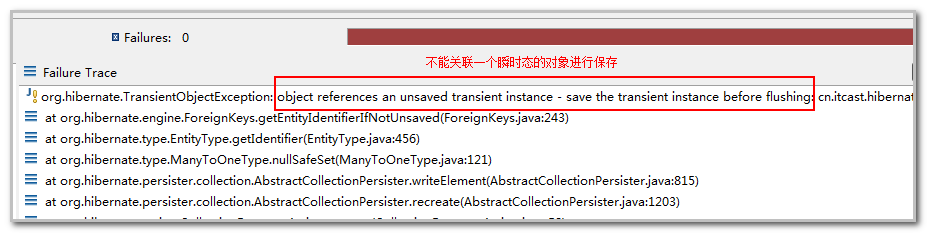 Failures: 0
不能关联一个瞬时态的对象进行保存
Failure Trace
org.hibernate.TransientObjectException: object references an unsaved transient instance - save the transient instance before flushing: cn.itcast.hibernat
at org.hibernate.engine.ForeignKeys.getEntityIdentifierIfNotUnsaved(ForeignKeys.java:243)
at org.hibernate.type.EntityType.getIdentifier(EntityType.java:456)
at org.hibernate.type.ManyToOneType.nullSafeSet(ManyToOneType.java:121)
at org.hibernate.persister.collection.AbstractCollectionPersister.writeElement(AbstractCollectionPersister.java:815)
at org.hibernate.persister.collection.AbstractCollectionPersister.recreate(AbstractCollectionPersister.java:1203)